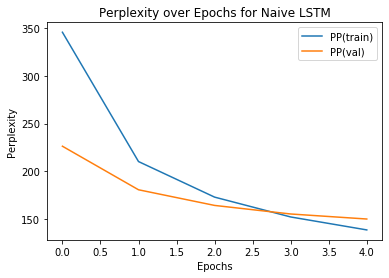 Perplexity over Epochs for Naive LSTM
PP(train)
PP(val)
Perplexity
350
300
250
200
150
0.0 0.5 1.0 1.5 2.0 2.5 3.0 3.5 4.0
Epochs